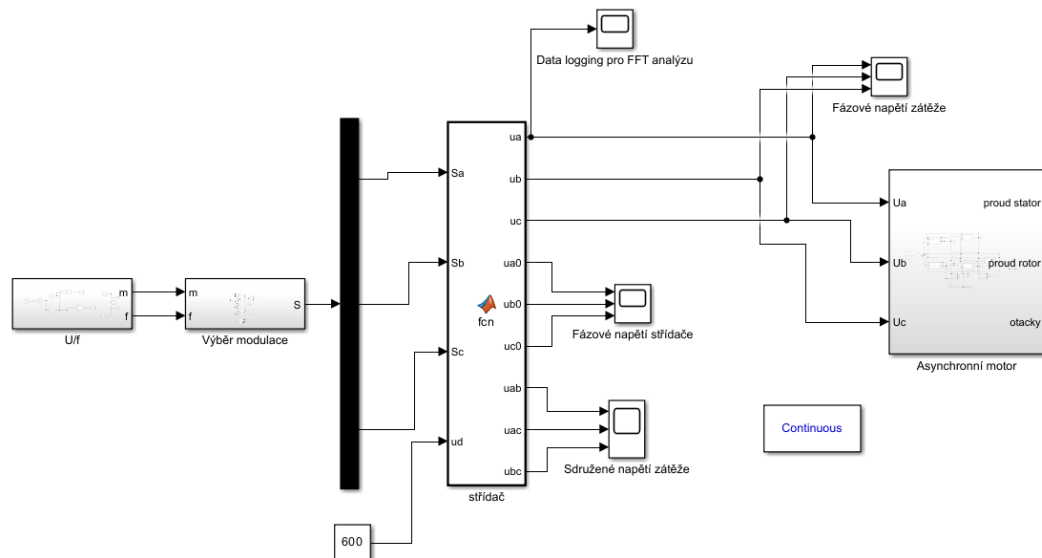 Data logging pro FFT analýzu
Fázové napětí zátěže
ua
Sa
ub
Ua
proud stator
uc
Sb
ua0
Ub
proud rotor
m
m
f
f
S
ub0
fcn
U/f
Výběr modulace
Fázové napětí střídače
uc0
Uc
otacky
Sc
Asynchronní motor
uab
uac
Continuous
ud
ubc
Sdružené napětí zátěže
střídač
600